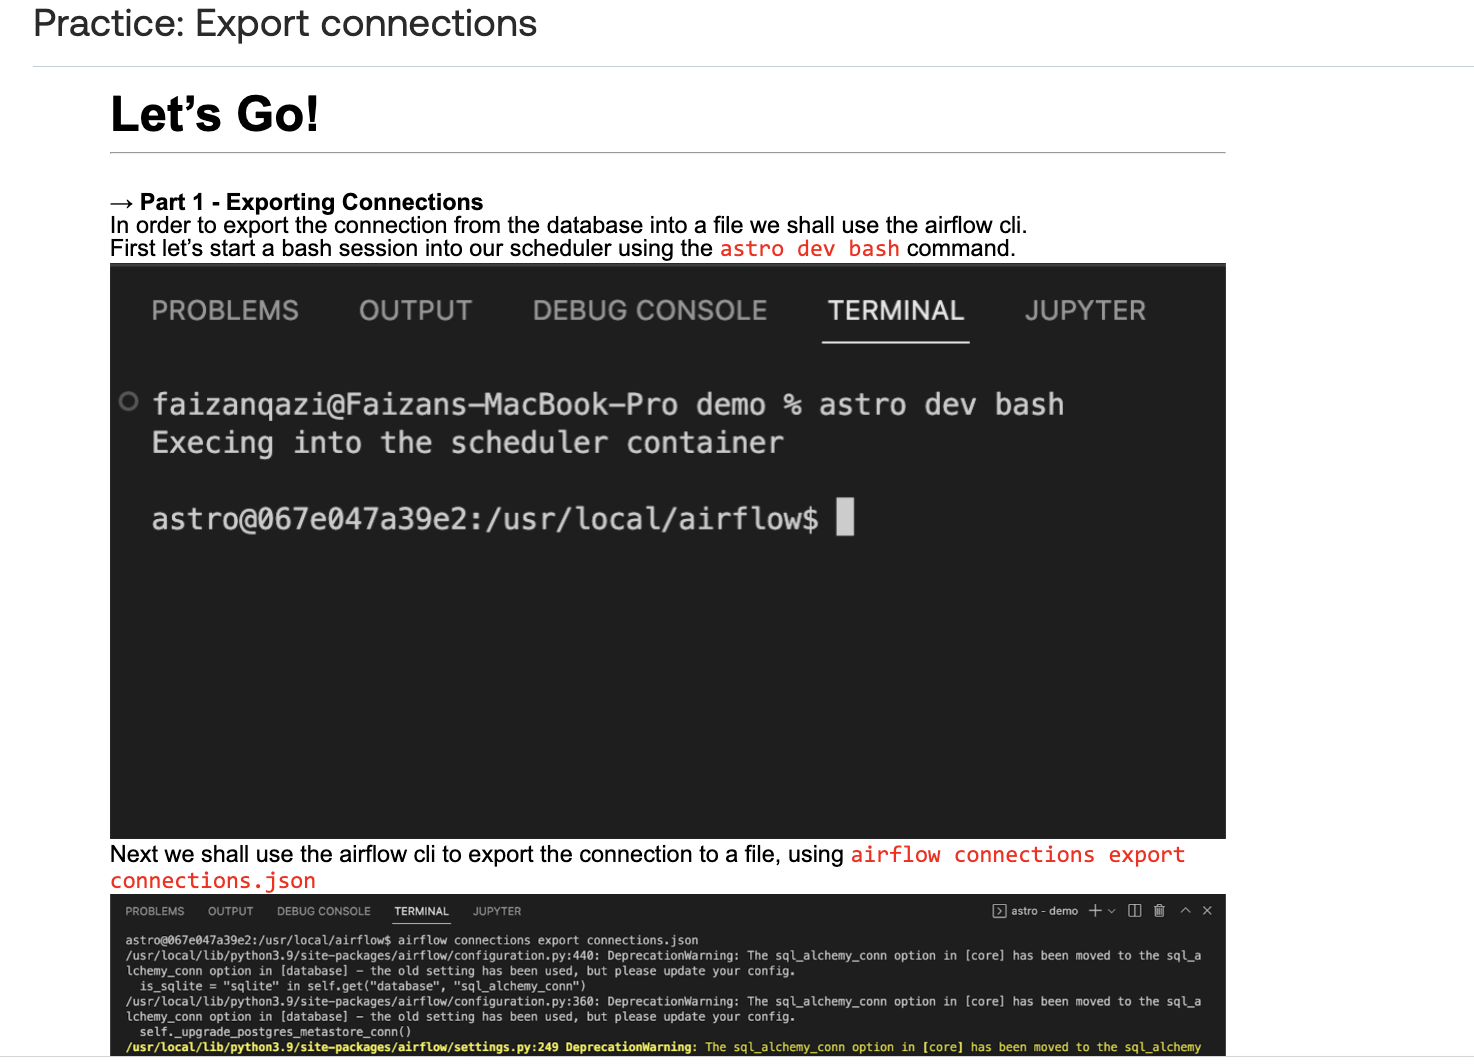 Practice: Export connections
Let’s Go!
→ Part 1 - Exporting Connections
In order to export the connection from the database into a file we shall use the airflow cli.
First let’s start a bash session into our scheduler using the astro dev bash command.
PROBLEMS OUTPUT DEBUG CONSOLE TERMINAL JUPYTER
faizanqazi@Faizans-MacBook-Pro demo % astro dev bash
Execing into the scheduler container
astro@067e047a39e2:/usr/local/airflow$
Next we shall use the airflow cli to export the connection to a file, using airflow connections export
connections.json
PROBLEMS OUTPUT DEBUG CONSOLE TERMINAL JUPYTER astro - demo
astro@067e047a39e2:/usr/local/airflow$ airflow connections export connections.json
/usr/local/lib/python3.9/site-packages/airflow/configuration.py:440: DeprecationWarning: The sql_alchemy_conn option in [core] has been moved to the sql_a
lchemy_conn option in [database] - the old setting has been used, but please update your config.
is_sqlite = "sqlite" in self.get("database", "sql_alchemy_conn")
/usr/local/lib/python3.9/site-packages/airflow/configuration.py:360: DeprecationWarning: The sql_alchemy_conn option in [core] has been moved to the sql_a
lchemy_conn option in [database] - the old setting has been used, but please update your config.
self._upgrade_postgres_metastore_conn()
/usr/local/lib/python3.9/site-packages/airflow/settings.py:249 DeprecationWarning: The sql_alchemy_conn option in [core] has been moved to the sql_alchemy